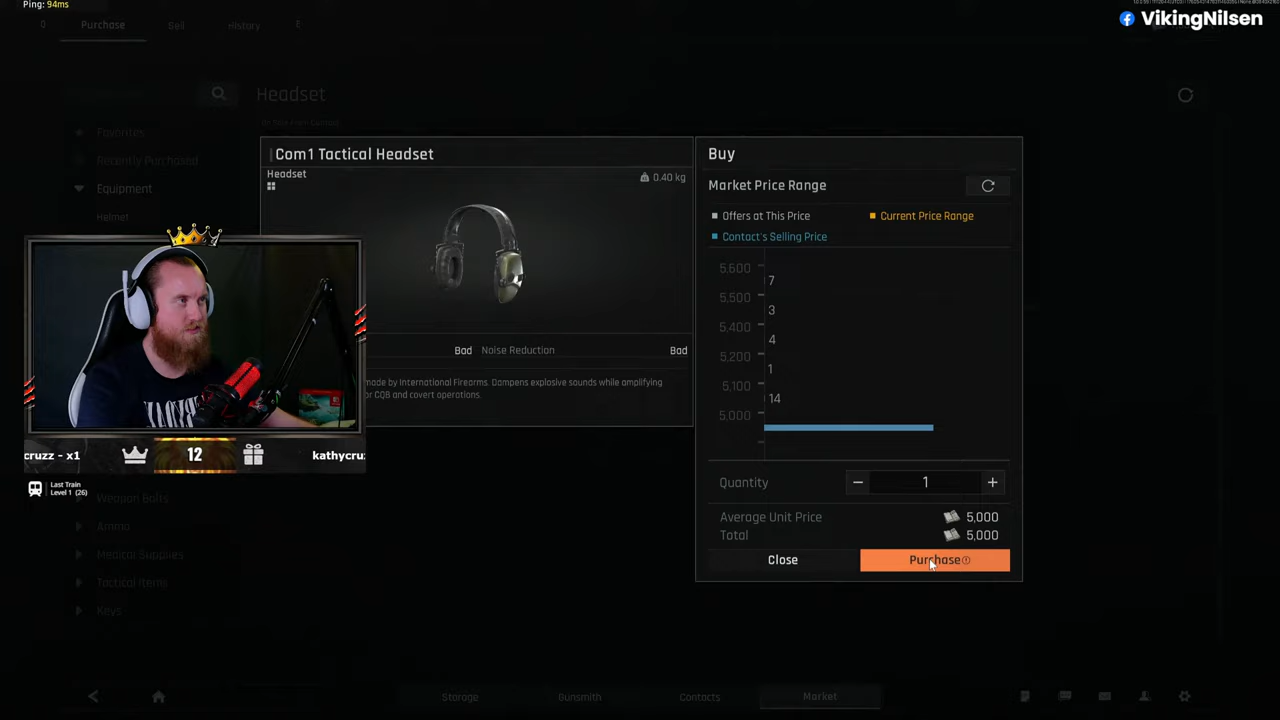 Ping: 94ms
VikingNilsen
Purchase
Sell
History
Headset
Favorites
Recently Purchased
Equipment
Helmet
Com1 Tactical Headset
Headset
0.40 kg
Bad
Noise Reduction
Bad
made by International Firearms. Dampens explosive sounds while amplifying
or CQB and covert operations.
Buy
Market Price Range
Offers at This Price
Current Price Range
Contact's Selling Price
5,600
7
5,500
3
5,400
4
5,200
1
5,100
14
5,000
Quantity
1
Average Unit Price
5,000
Total
5,000
Close
Purchase
cruzz - x1
12
kathycru
Last Train
Level 1 (26)
Weapon Bolts
Ammo
Medical Supplies
Tactical Items
Keys
Storage
Gunsmith
Contacts
Market